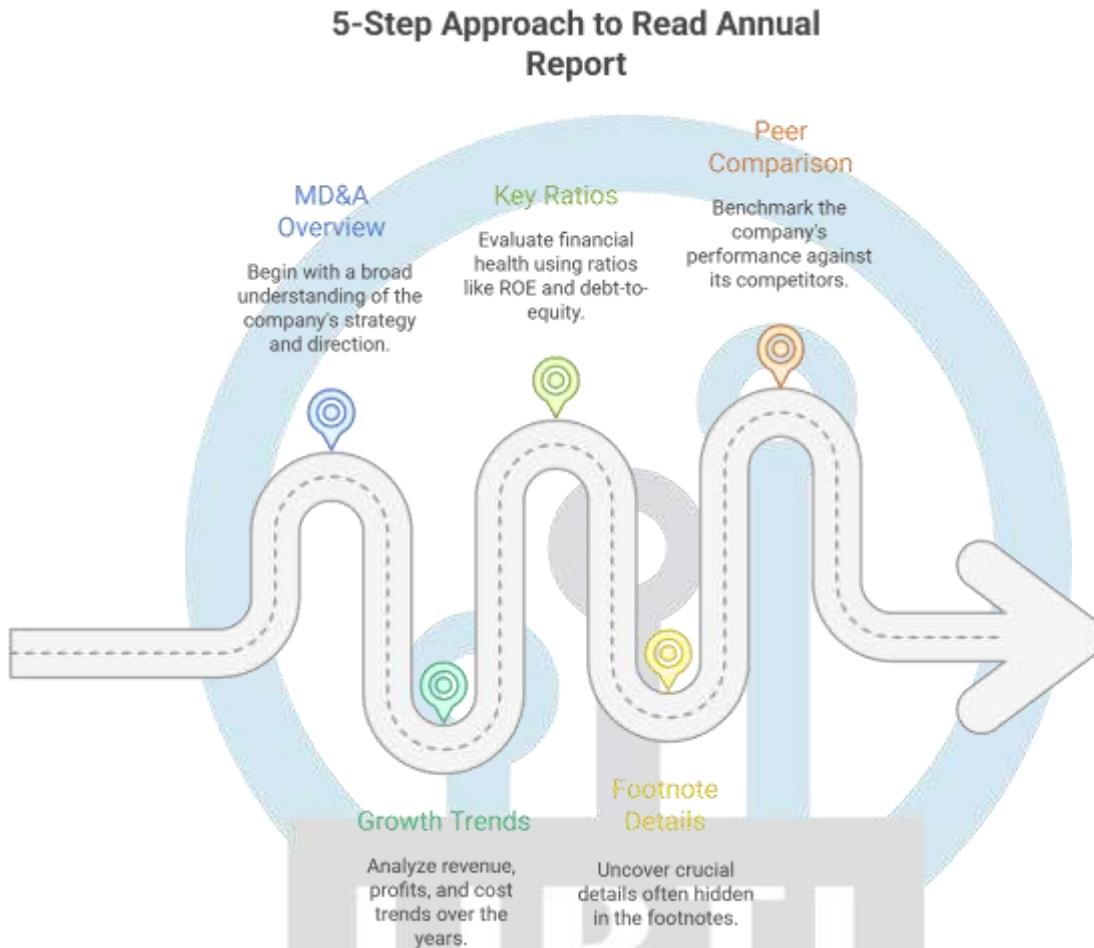 5-Step Approach to Read Annual
Report
MD&A
Overview
Begin with a broad
understanding of the
company's strategy
and direction.
Growth Trends
Analyze revenue,
profits, and cost
trends over the
years.
Key Ratios
Evaluate financial
health using ratios
like ROE and debt-to-
equity.
Footnote
Details
Uncover crucial
details often hidden
in the footnotes.
Peer
Comparison
Benchmark the
company's
performance against
its competitors.